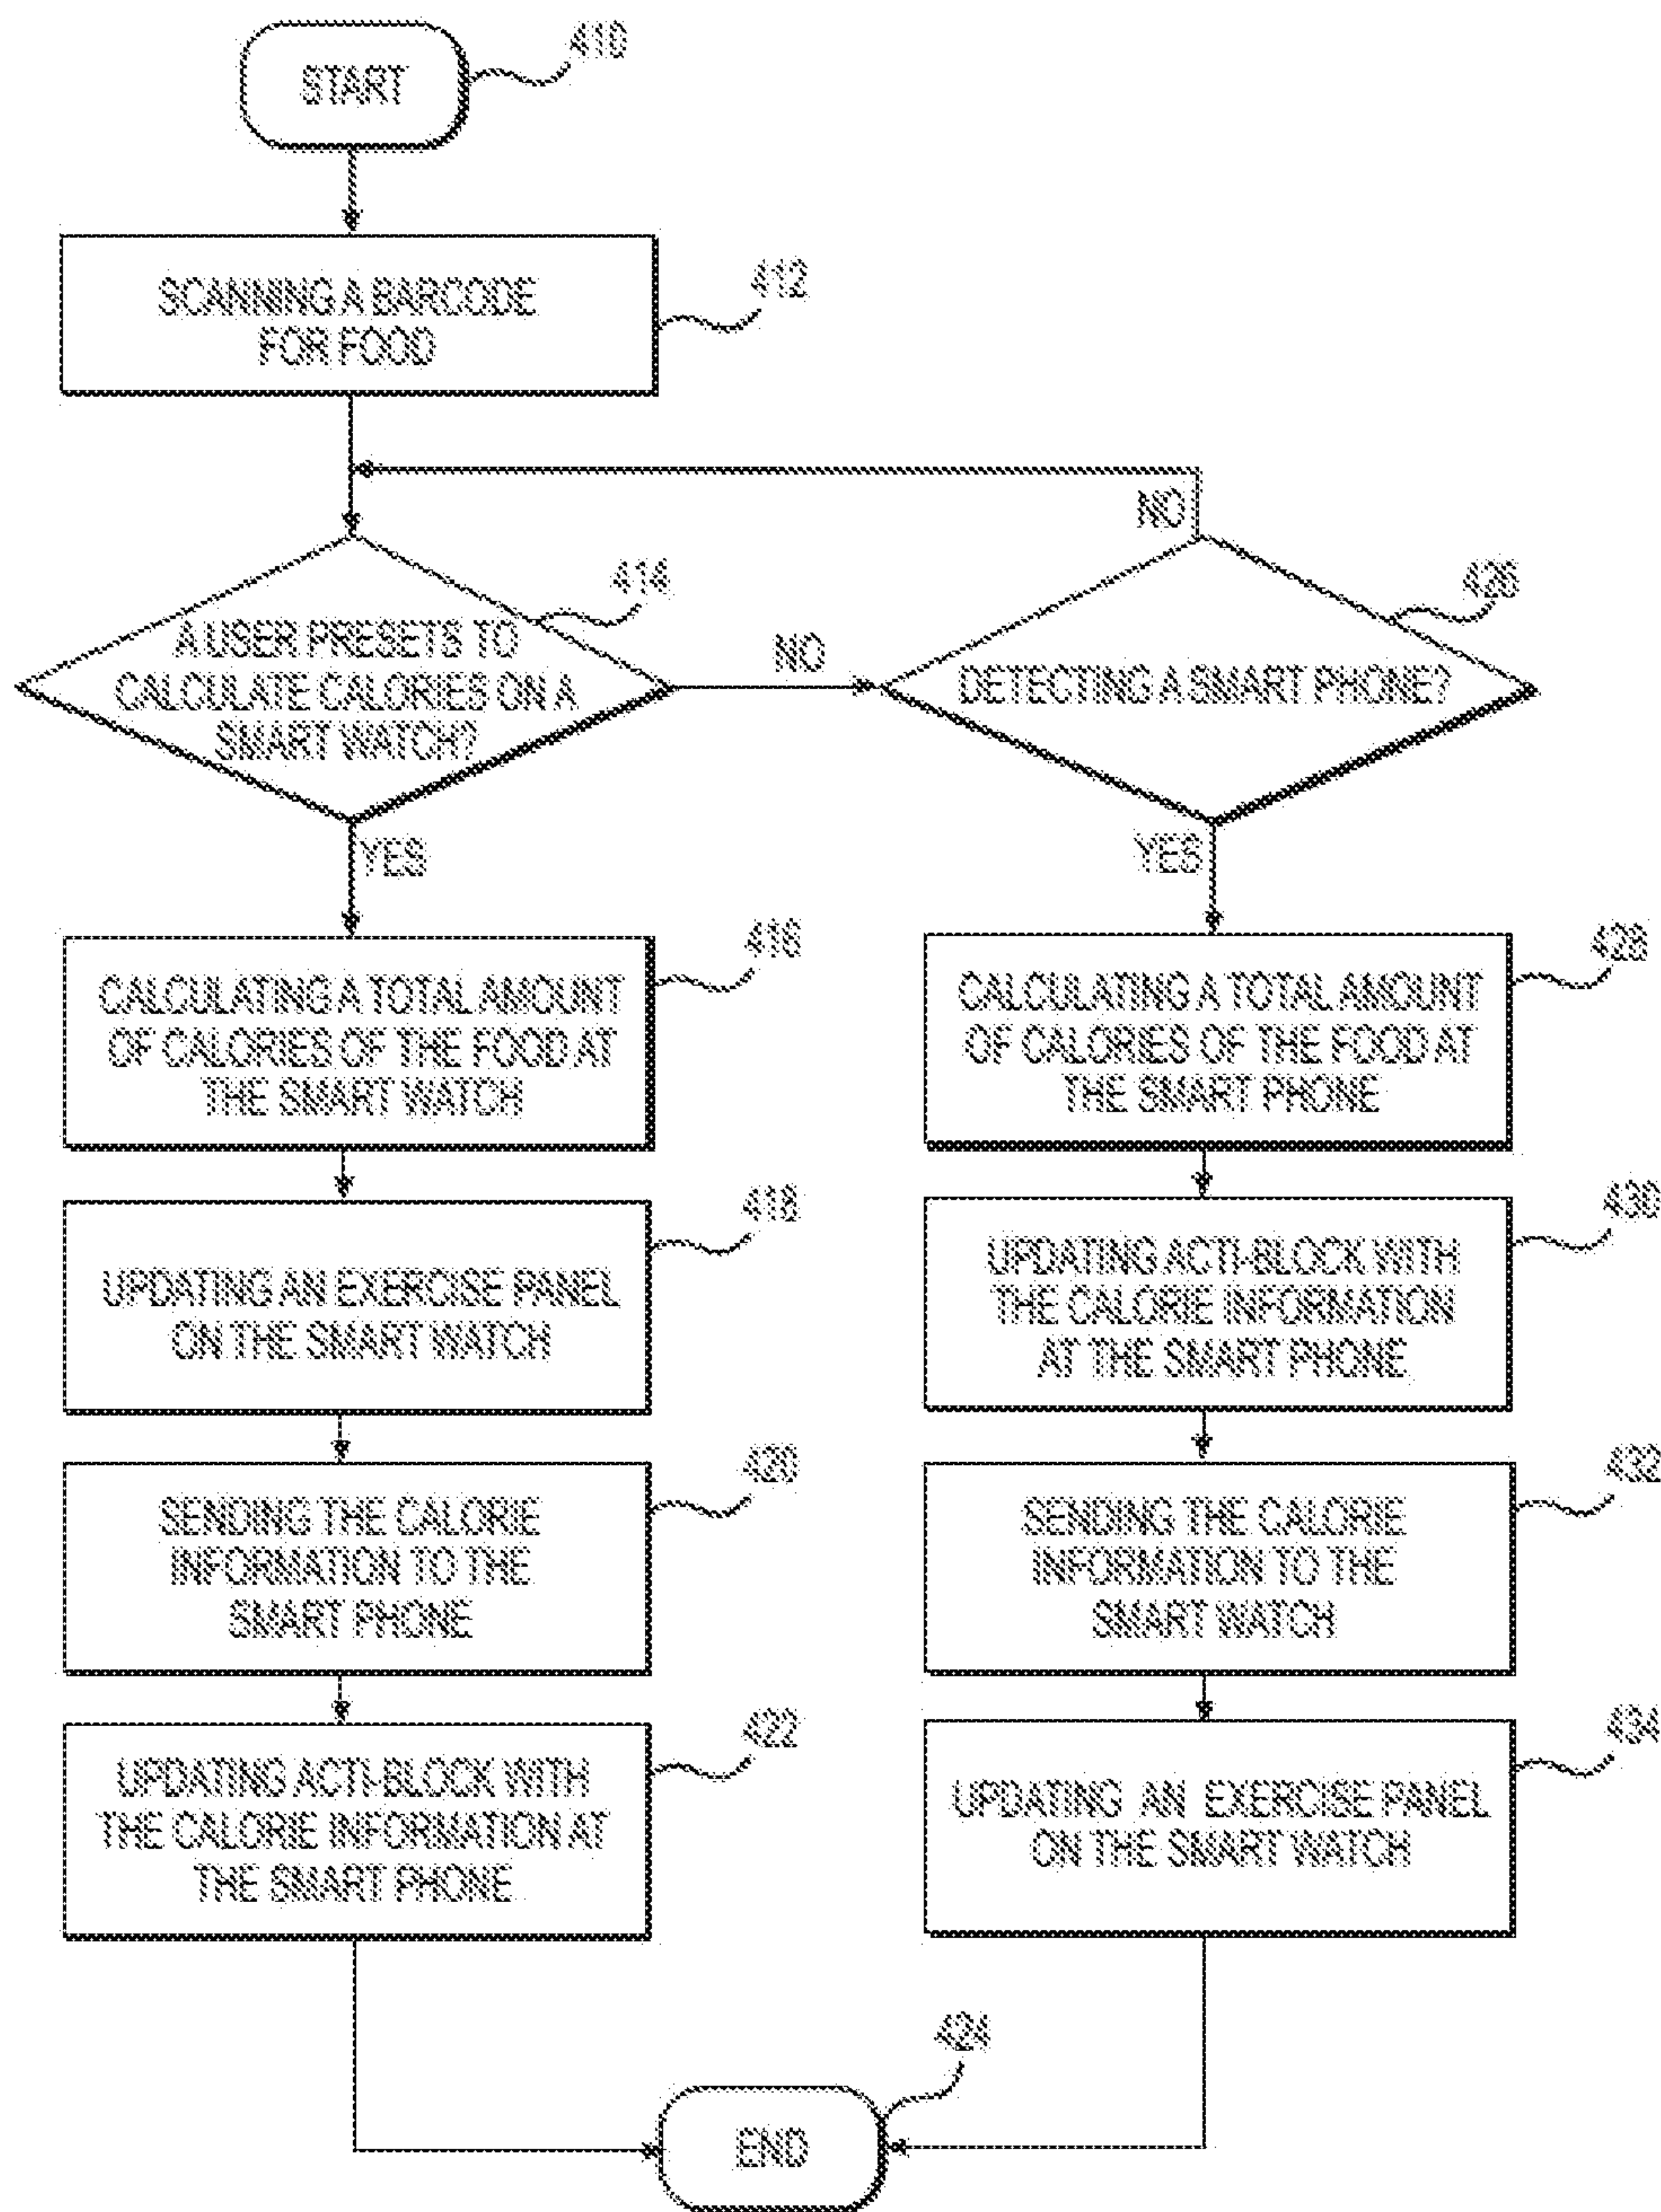 410
START
412
SCANNING A BARCODE
FOR FOOD
NO
414
A USER PRESETS TO
CALCULATE CALORIES ON A
SMART WATCH?
NO
426
DETECTING A SMART PHONE?
YES
YES
416
CALCULATING A TOTAL AMOUNT
OF CALORIES OF THE FOOD AT
THE SMART WATCH
428
CALCULATING A TOTAL AMOUNT
OF CALORIES OF THE FOOD AT
THE SMART PHONE
418
UPDATING AN EXERCISE PANEL
ON THE SMART WATCH
430
UPDATING ACTI-BLOCK WITH
THE CALORIE INFORMATION
AT THE SMART PHONE
420
SENDING THE CALORIE
INFORMATION TO THE
SMART PHONE
432
SENDING THE CALORIE
INFORMATION TO THE
SMART WATCH
422
UPDATING ACTI-BLOCK WITH
THE CALORIE INFORMATION AT
THE SMART PHONE
434
UPDATING AN EXERCISE PANEL
ON THE SMART WATCH
424
END